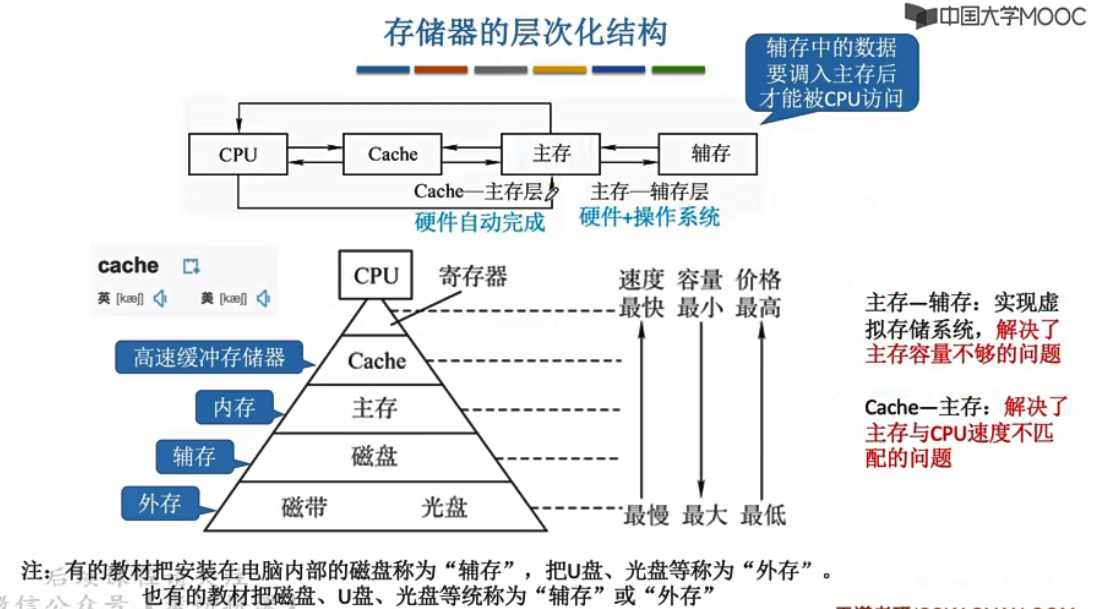 中国大学MOOC
存储器的层次化结构
辅存中的数据
要调入主存后
才能被CPU访问
CPU
Cache
主存
辅存
Cache—主存层
主存—辅存层
硬件自动完成
硬件+操作系统
cache
英 [kæʃ]
美 [kæʃ]
CPU
寄存器
速度 容量 价格
最快 最小 最高
高速缓冲存储器
Cache
内存
主存
辅存
磁盘
外存
磁带
光盘
最慢 最大 最低
主存—辅存：实现虚
拟存储系统，解决了
主存容量不够的问题
Cache—主存：解决了
主存与CPU速度不匹
配的问题
注：有的教材把安装在电脑内部的磁盘称为“辅存”，把U盘、光盘等称为“外存”。
也有的教材把磁盘、U盘、光盘等统称为“辅存”或“外存”